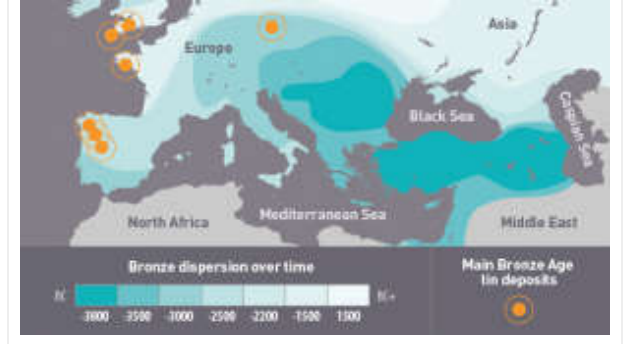 Asia
Europe
Black Sea
Caspian Sea
North Africa
Mediterranean Sea
Middle East
Bronze dispersion over time
-3800 -3500 -3000 -2500 -2200 -1500 1300
Main Bronze Age
tin deposits